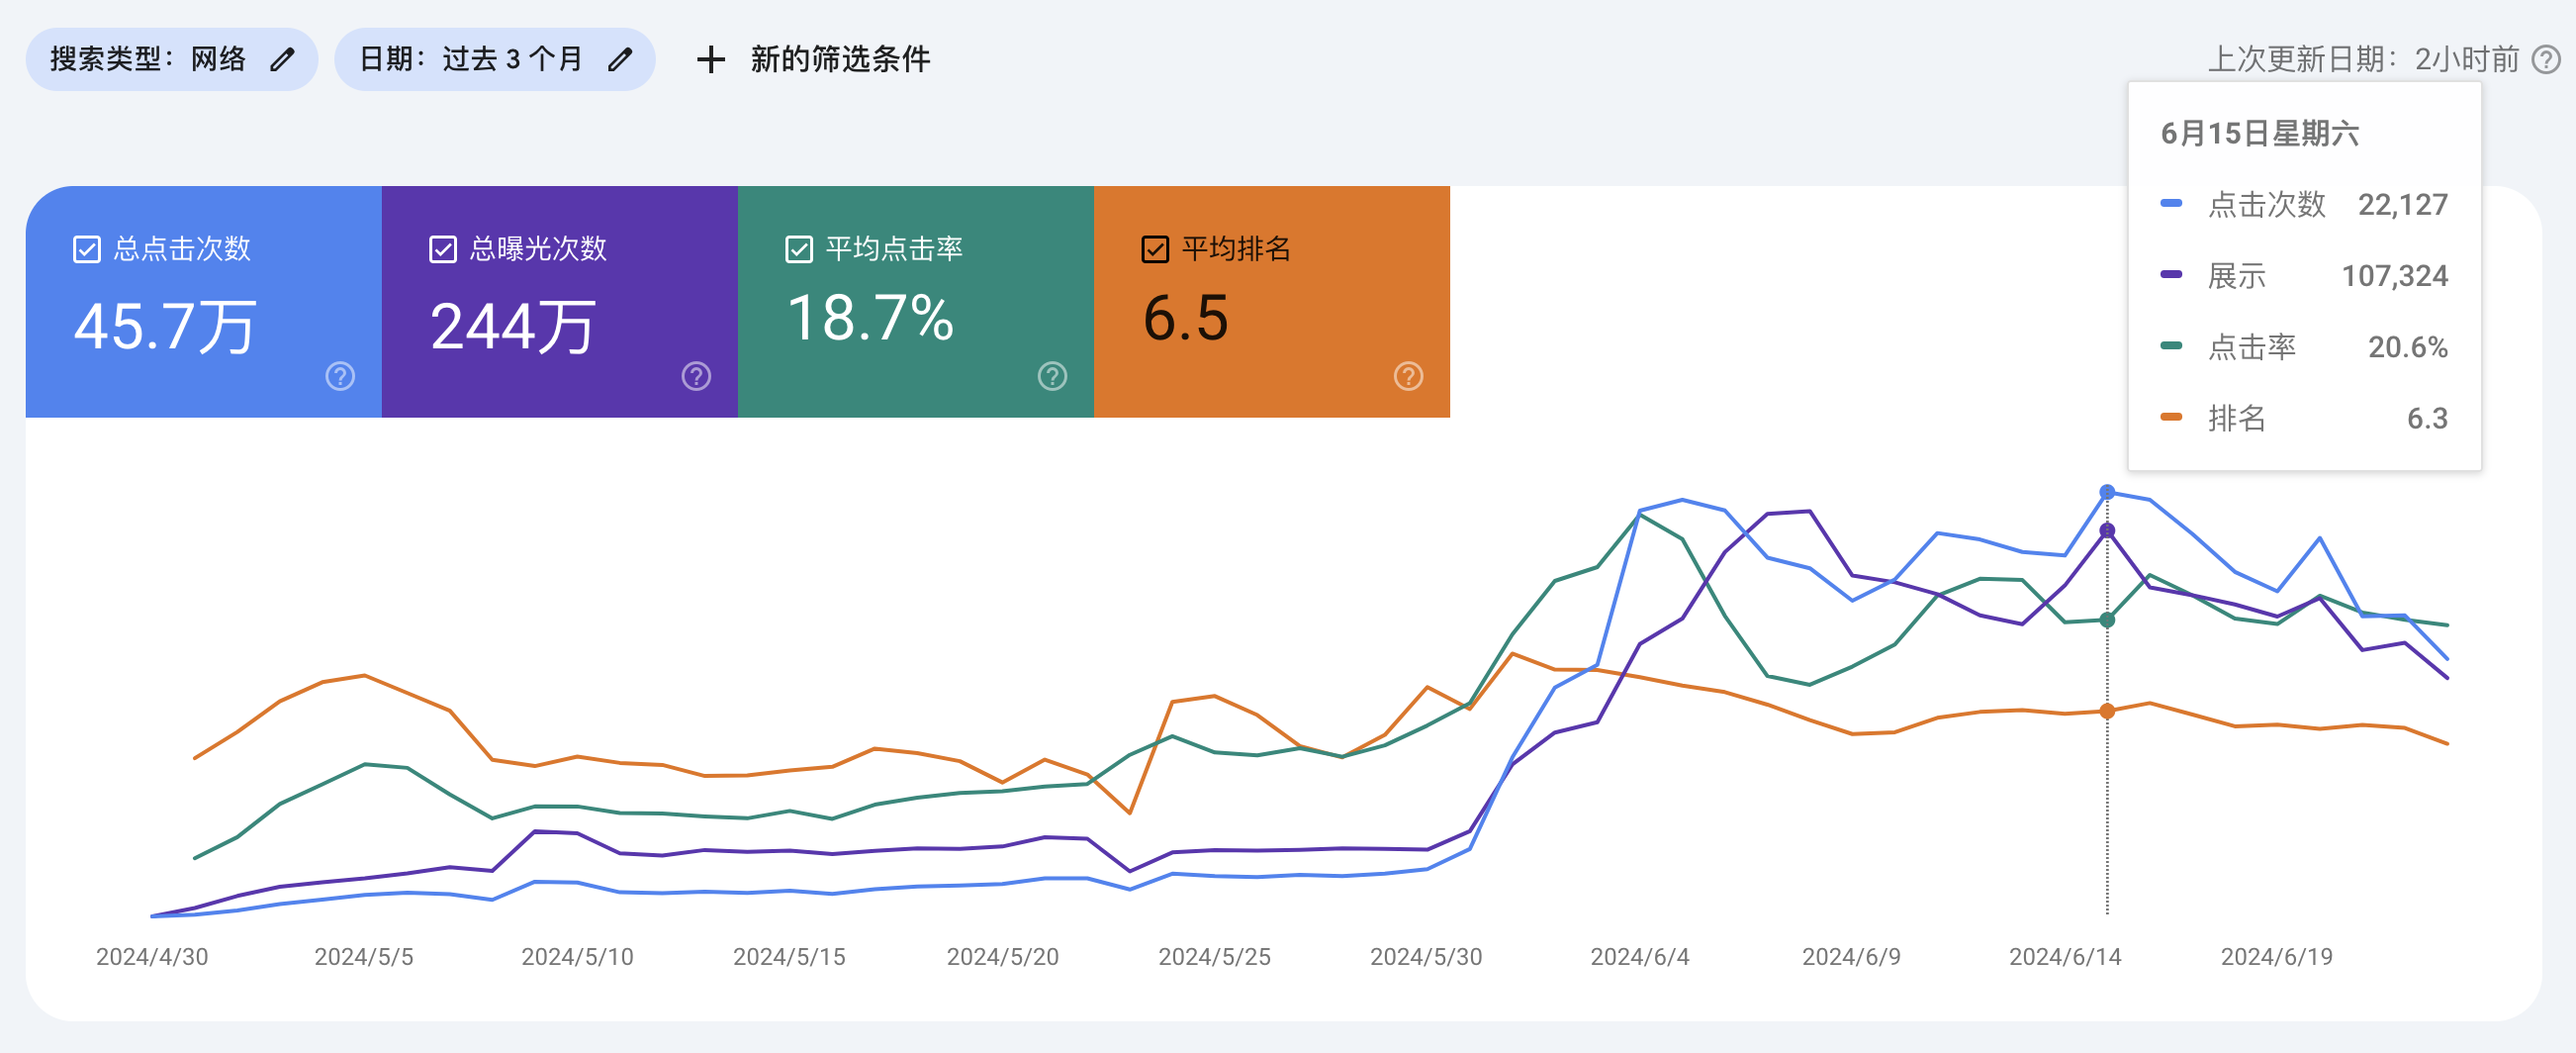 搜索类型：网络
日期：过去 3 个月
新的筛选条件
上次更新日期：2小时前
6月15日星期六
点击次数 22,127
展示 107,324
点击率 20.6%
排名 6.3
总点击次数
45.7万
总曝光次数
244万
平均点击率
18.7%
平均排名
6.5
2024/4/30 2024/5/5 2024/5/10 2024/5/15 2024/5/20 2024/5/25 2024/5/30 2024/6/4 2024/6/9 2024/6/14 2024/6/19